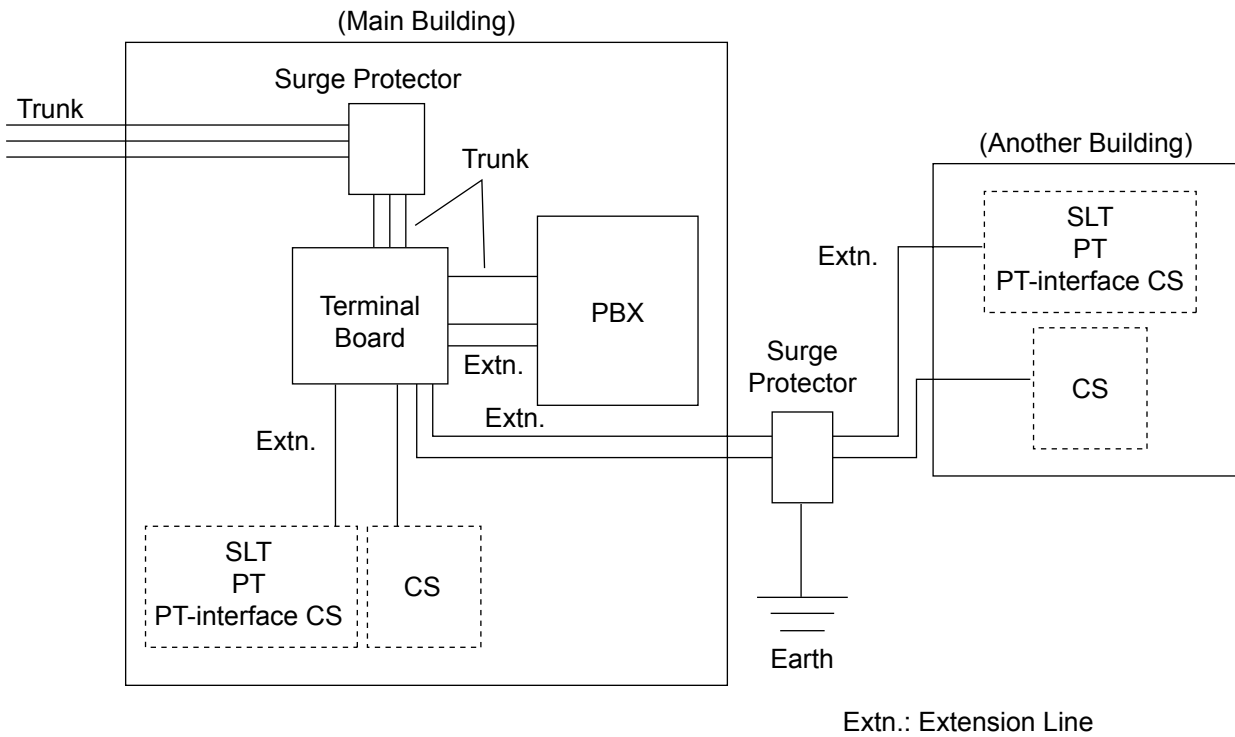 (Main Building)
Surge Protector
Trunk
Trunk
(Another Building)
SLT
PT
PT-interface CS
Extn.
Terminal
Board
PBX
Extn.
Surge
Protector
CS
Extn.
Extn.
SLT
PT
PT-interface CS
CS
Earth
Extn.: Extension Line